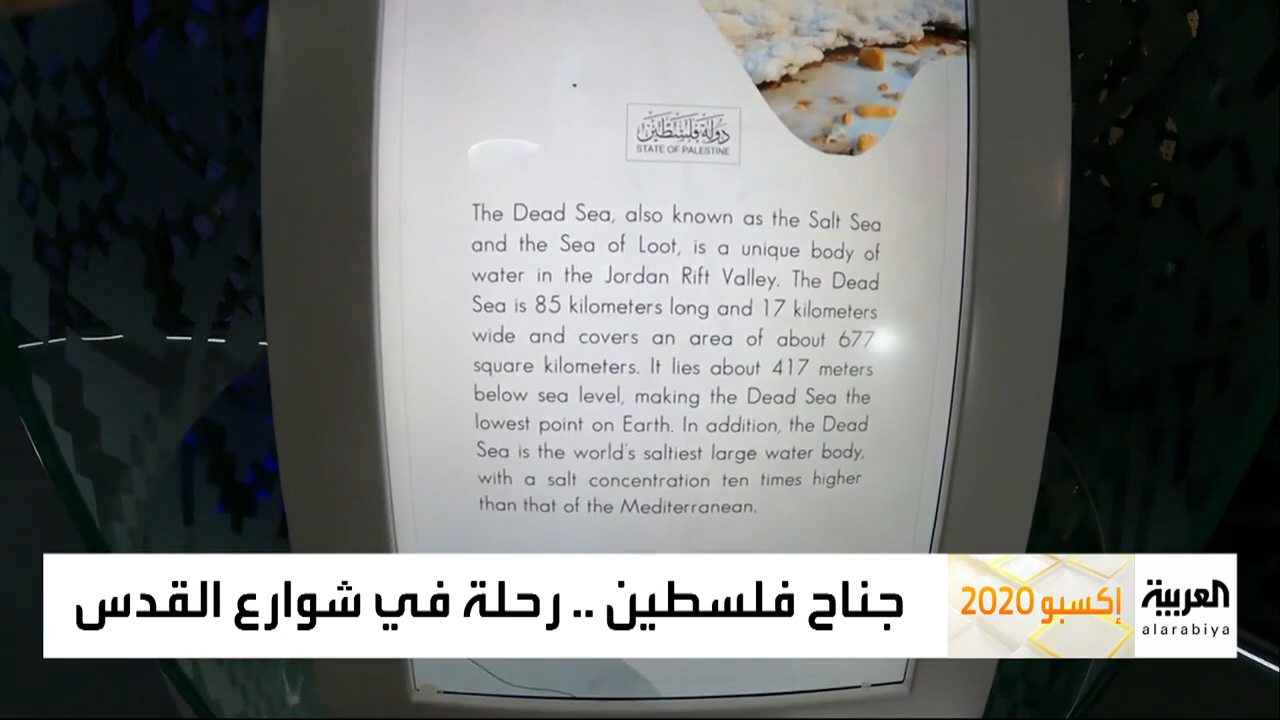 دولة فلسطين
STATE OF PALESTINE
The Dead Sea, also known as the Salt Sea
and the Sea of Loot, is a unique body of
water in the Jordan Rift Valley. The Dead
Sea is 85 kilometers long and 17 kilometers
wide and covers an area of about 677
square kilometers. It lies about 417 meters
below sea level, making the Dead Sea the
lowest point on Earth. In addition, the Dead
Sea is the world's saltiest large water body,
with a salt concentration ten times higher
than that of the Mediterranean.
جناح فلسطين .. رحلة في شوارع القدس
إكسبو 2020
العربية
alarabiya